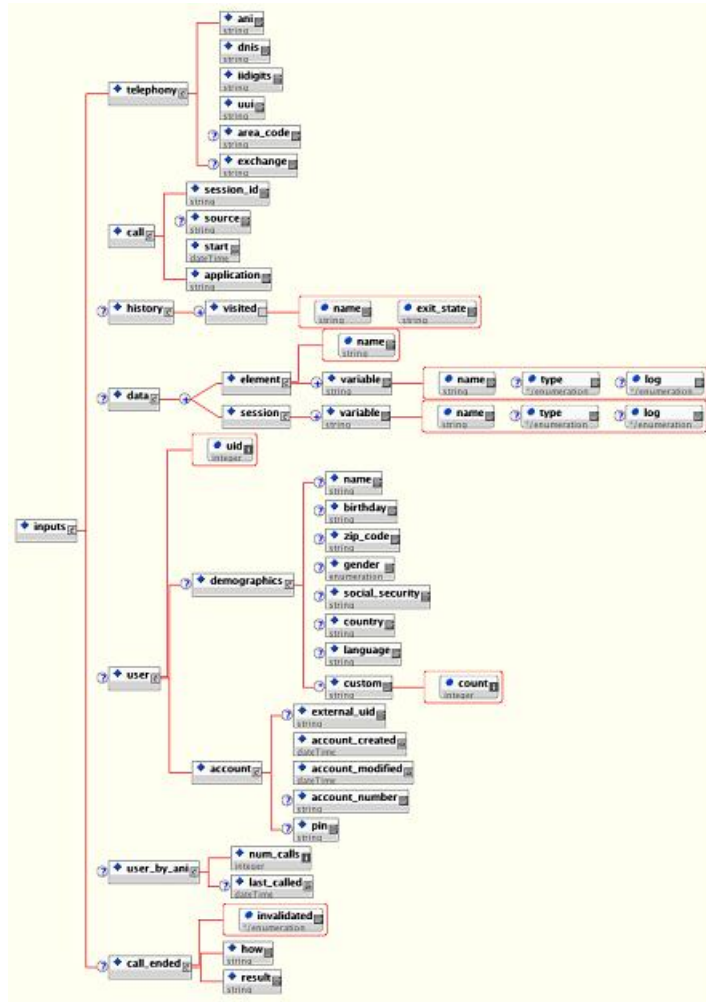 ani
string
dnis
string
iidigits
string
telephony
uui
string
area_code
string
exchange
string
session_id
string
source
string
call
start
dateTime
application
string
history
visited
name
string
exit_state
string
name
string
element
variable
name
string
type
*/enumeration
log
*/enumeration
data
session
variable
name
string
type
*/enumeration
log
*/enumeration
uid
integer
name
string
birthday
string
inputs
zip_code
string
demographics
gender
enumeration
social_security
string
country
string
language
string
user
custom
string
count
integer
external_uid
string
account_created
dateTime
account
account_modified
dateTime
account_number
string
pin
string
user_by_ani
num_calls
integer
last_called
dateTime
invalidated
*/enumeration
call_ended
how
string
result
string